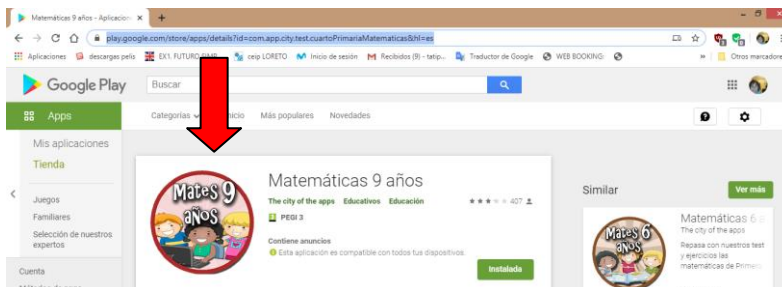 Matemáticas 9 años - Aplicacion
play.google.com/store/apps/details?id=com.app.city.test.cuartoPrimariaMatematicas&hl=es
Aplicaciones descargas pelis EX1. FUTURO ceip LORETO Inicio de sesión Recibidos (9) - tatip... Traductor de Google WEB BOOKING: » Otros marcadores
Google Play Buscar
Apps Categorías Inicio Más populares Novedades
Mis aplicaciones
Tienda
Juegos
Familiares
Selección de nuestros
expertos
Cuenta
Mates 9
años
Matemáticas 9 años
The city of the apps Educativos Educación 407
PEGI 3
Contiene anuncios
Esta aplicación es compatible con todos tus dispositivos.
Instalada
Similar Ver más
Mates 6
años
Matemáticas 6 a
The city of the apps
Repasa con nuestros test
y ejercicios las
matemáticas de Primero